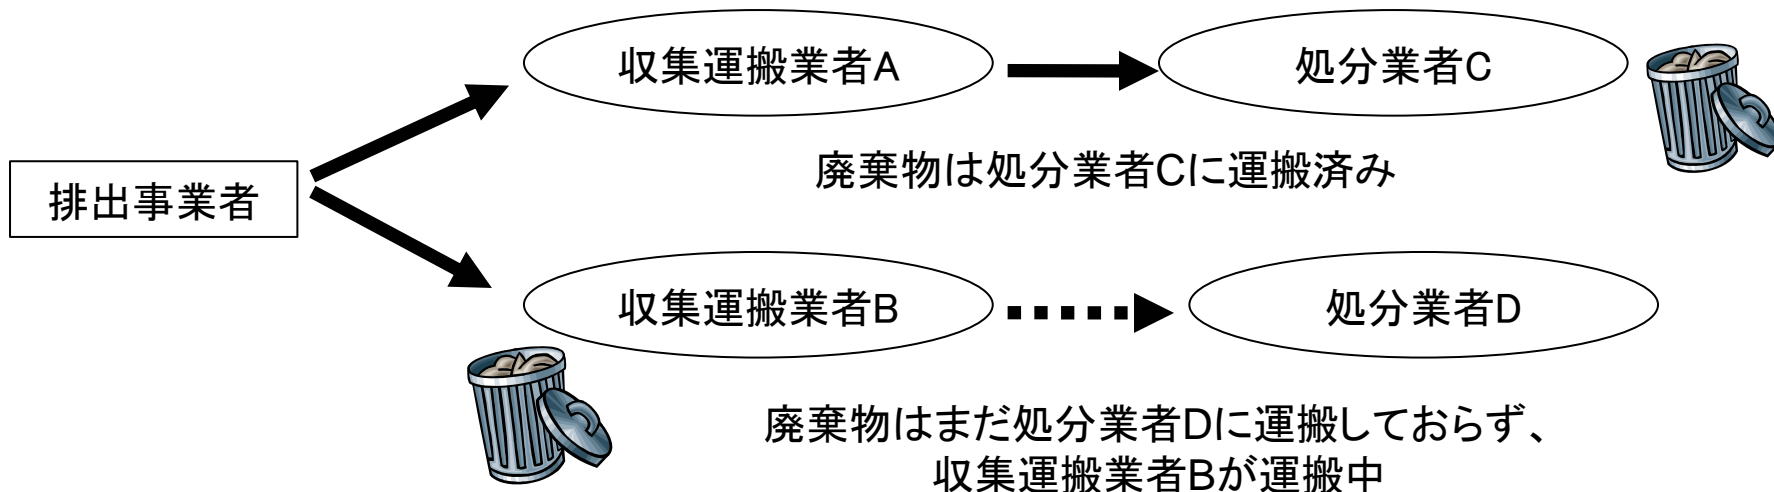 収集運搬業者A
処分業者C
廃棄物は処分業者Cに運搬済み
排出事業者
収集運搬業者B
処分業者D
廃棄物はまだ処分業者Dに運搬しておらず、
収集運搬業者Bが運搬中